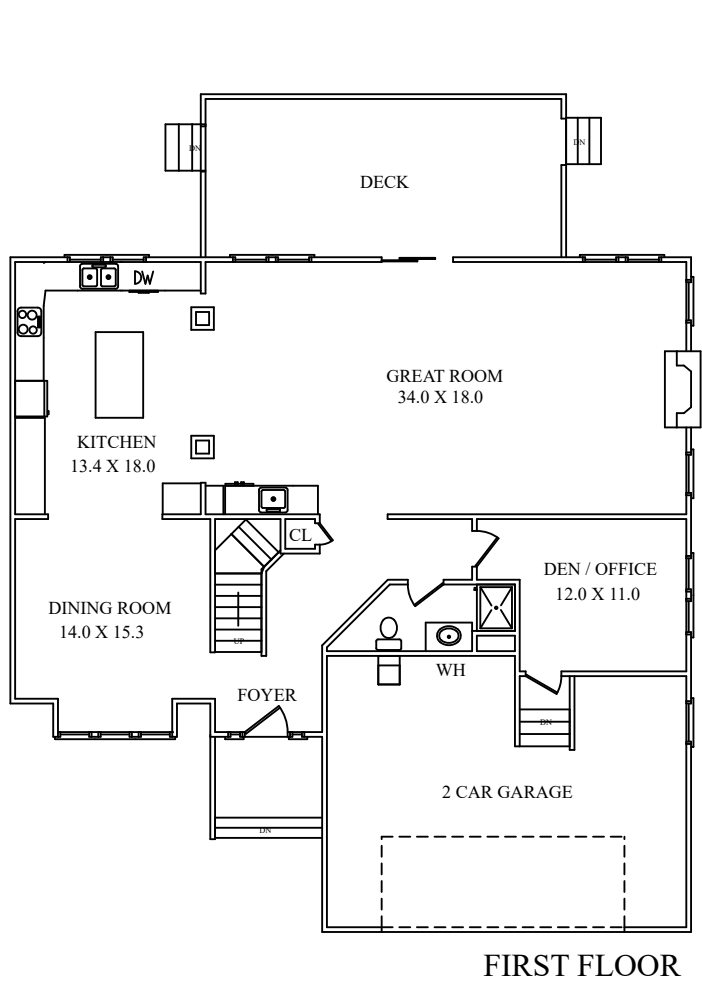 DN
DN
DECK
DW
GREAT ROOM
34.0 X 18.0
KITCHEN
13.4 X 18.0
CL
DEN / OFFICE
12.0 X 11.0
DINING ROOM
14.0 X 15.3
UP
WH
FOYER
DN
2 CAR GARAGE
DN
FIRST FLOOR